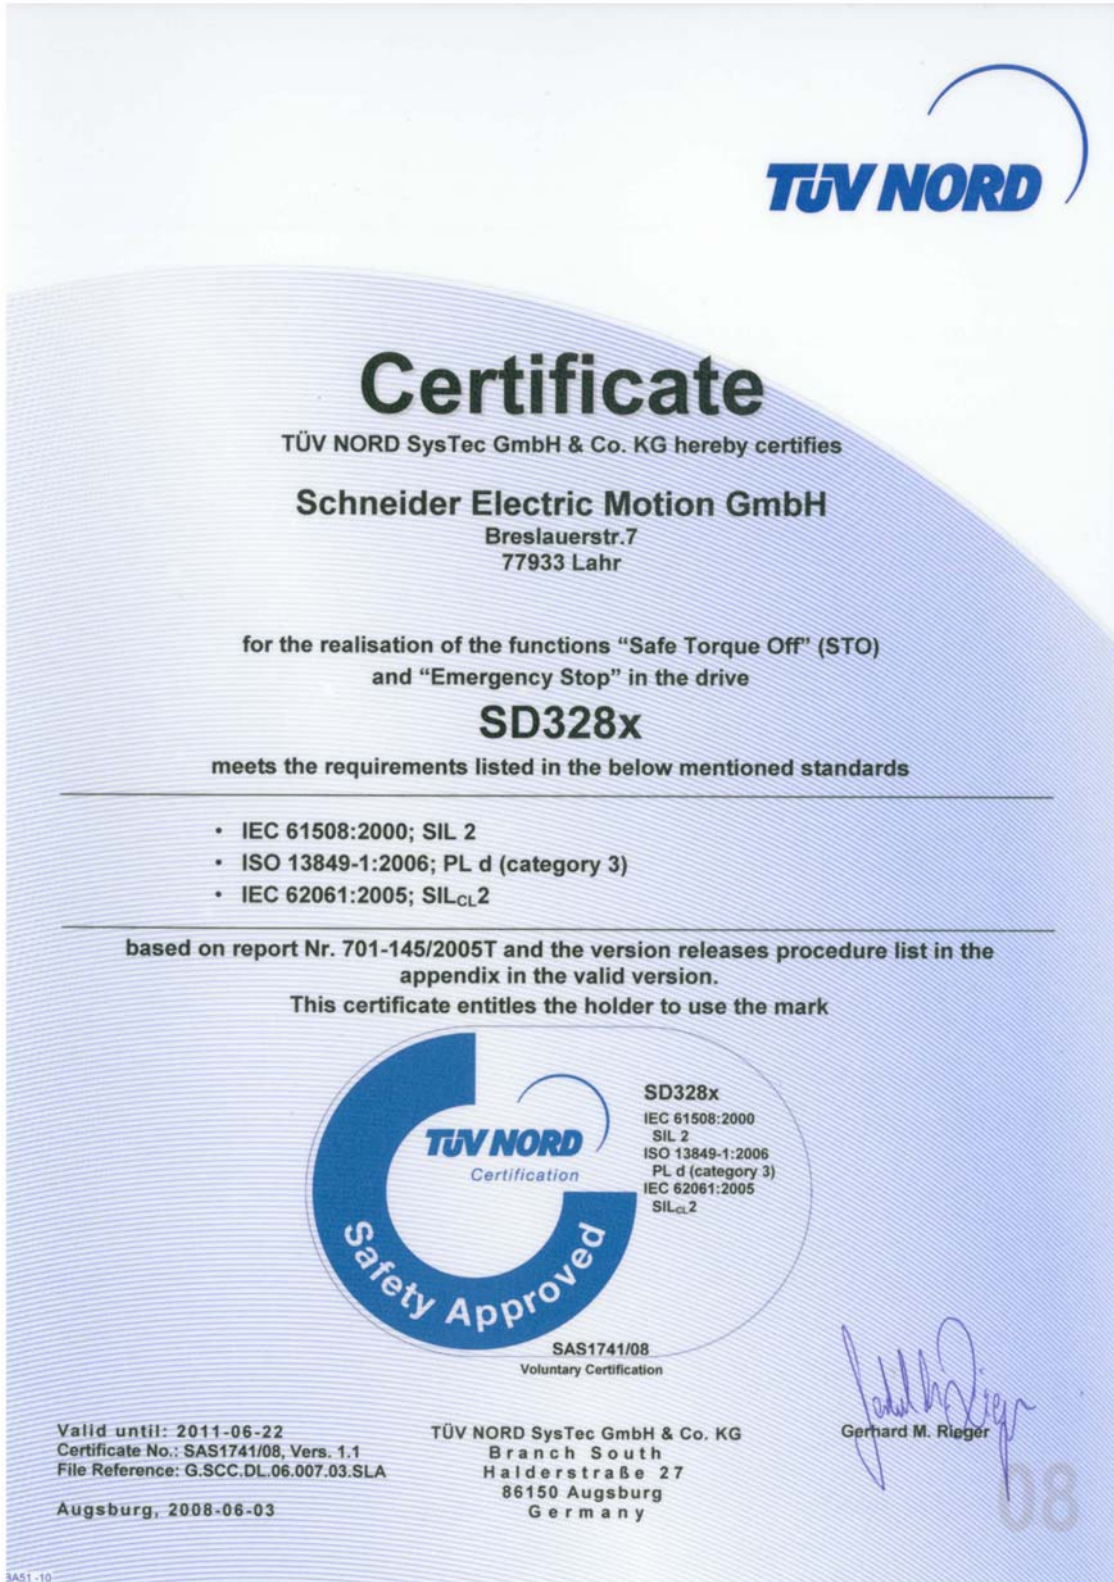 TÜV NORD
Certificate
TÜV NORD SysTec GmbH & Co. KG hereby certifies
Schneider Electric Motion GmbH
Breslauerstr.7
77933 Lahr
for the realisation of the functions “Safe Torque Off” (STO)
and “Emergency Stop” in the drive
SD328x
meets the requirements listed in the below mentioned standards
• IEC 61508:2000; SIL 2
• ISO 13849-1:2006; PL d (category 3)
• IEC 62061:2005; SILCL2
based on report Nr. 701-145/2005T and the version releases procedure list in the
appendix in the valid version.
This certificate entitles the holder to use the mark
TÜV NORD
Certification
Safety Approved
SD328x
IEC 61508:2000
SIL 2
ISO 13849-1:2006
PL d (category 3)
IEC 62061:2005
SILCL2
SAS1741/08
Voluntary Certification
Valid until: 2011-06-22
Certificate No.: SAS1741/08, Vers. 1.1
File Reference: G.SCC.DL.06.007.03.SLA
Augsburg, 2008-06-03
TÜV NORD SysTec GmbH & Co. KG
Branch South
Halderstraße 27
86150 Augsburg
Germany
Gerhard M. Rieger
08
BA51 -10